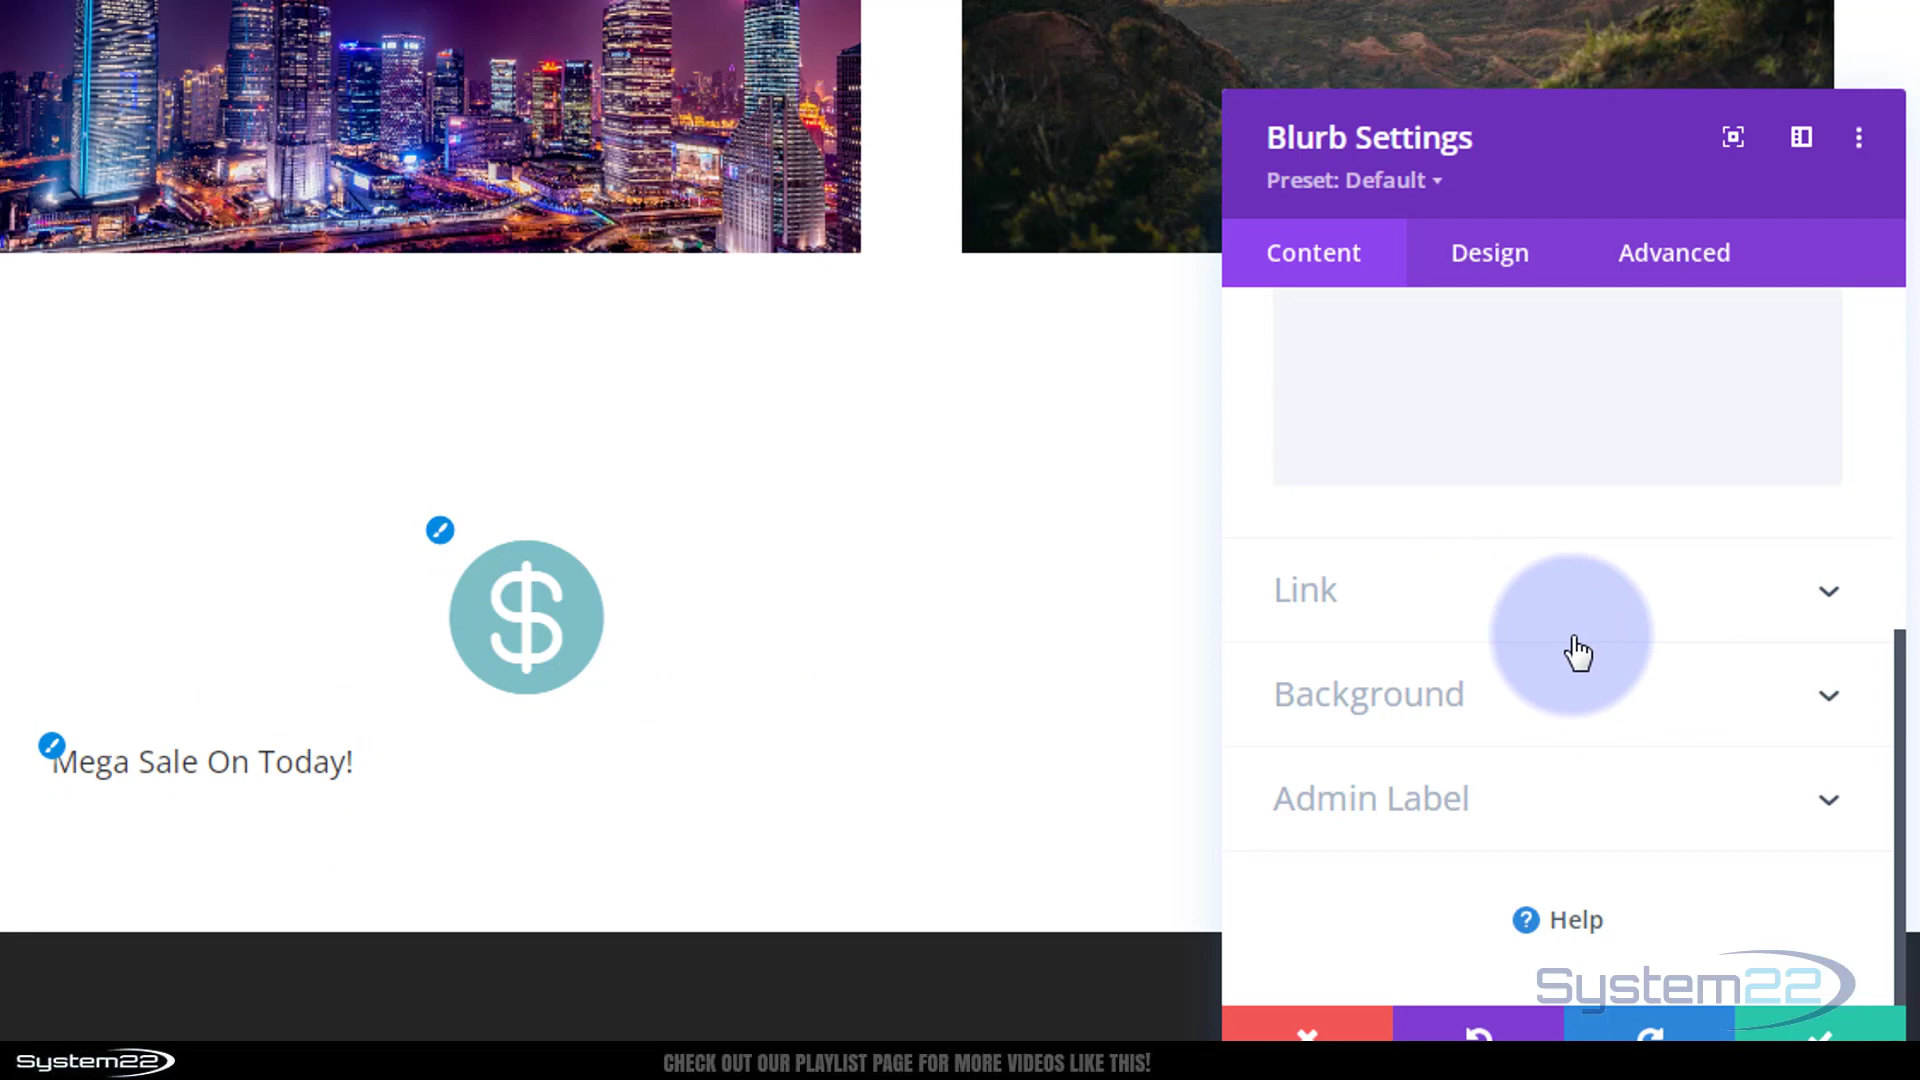 Blurb Settings
Preset: Default
Content
Design
Advanced
Link
Background
Admin Label
? Help
$
Mega Sale On Today!
System22
System22
CHECK OUT OUR PLAYLIST PAGE FOR MORE VIDEOS LIKE THIS!